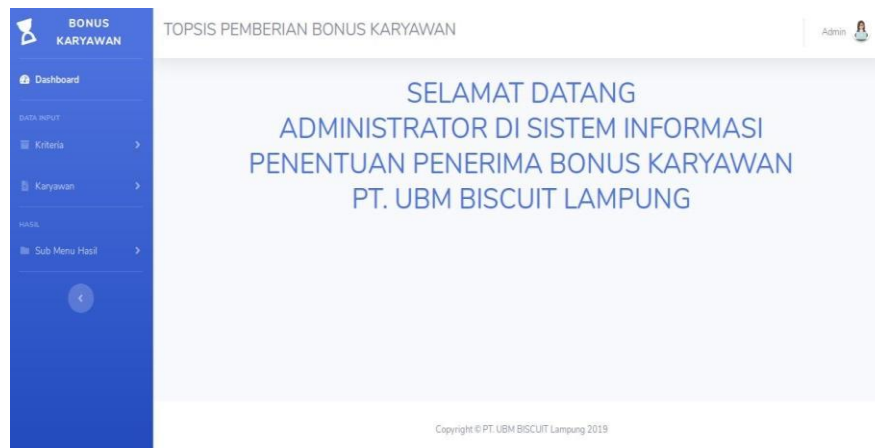 BONUS
KARYAWAN
TOPSIS PEMBERIAN BONUS KARYAWAN
Admin
Dashboard
DATA INPUT
Kriteria
Karyawan
HASIL
Sub Menu Hasil
SELAMAT DATANG
ADMINISTRATOR DI SISTEM INFORMASI
PENENTUAN PENERIMA BONUS KARYAWAN
PT. UBM BISCUIT LAMPUNG
Copyright © PT. UBM BISCUIT Lampung 2019